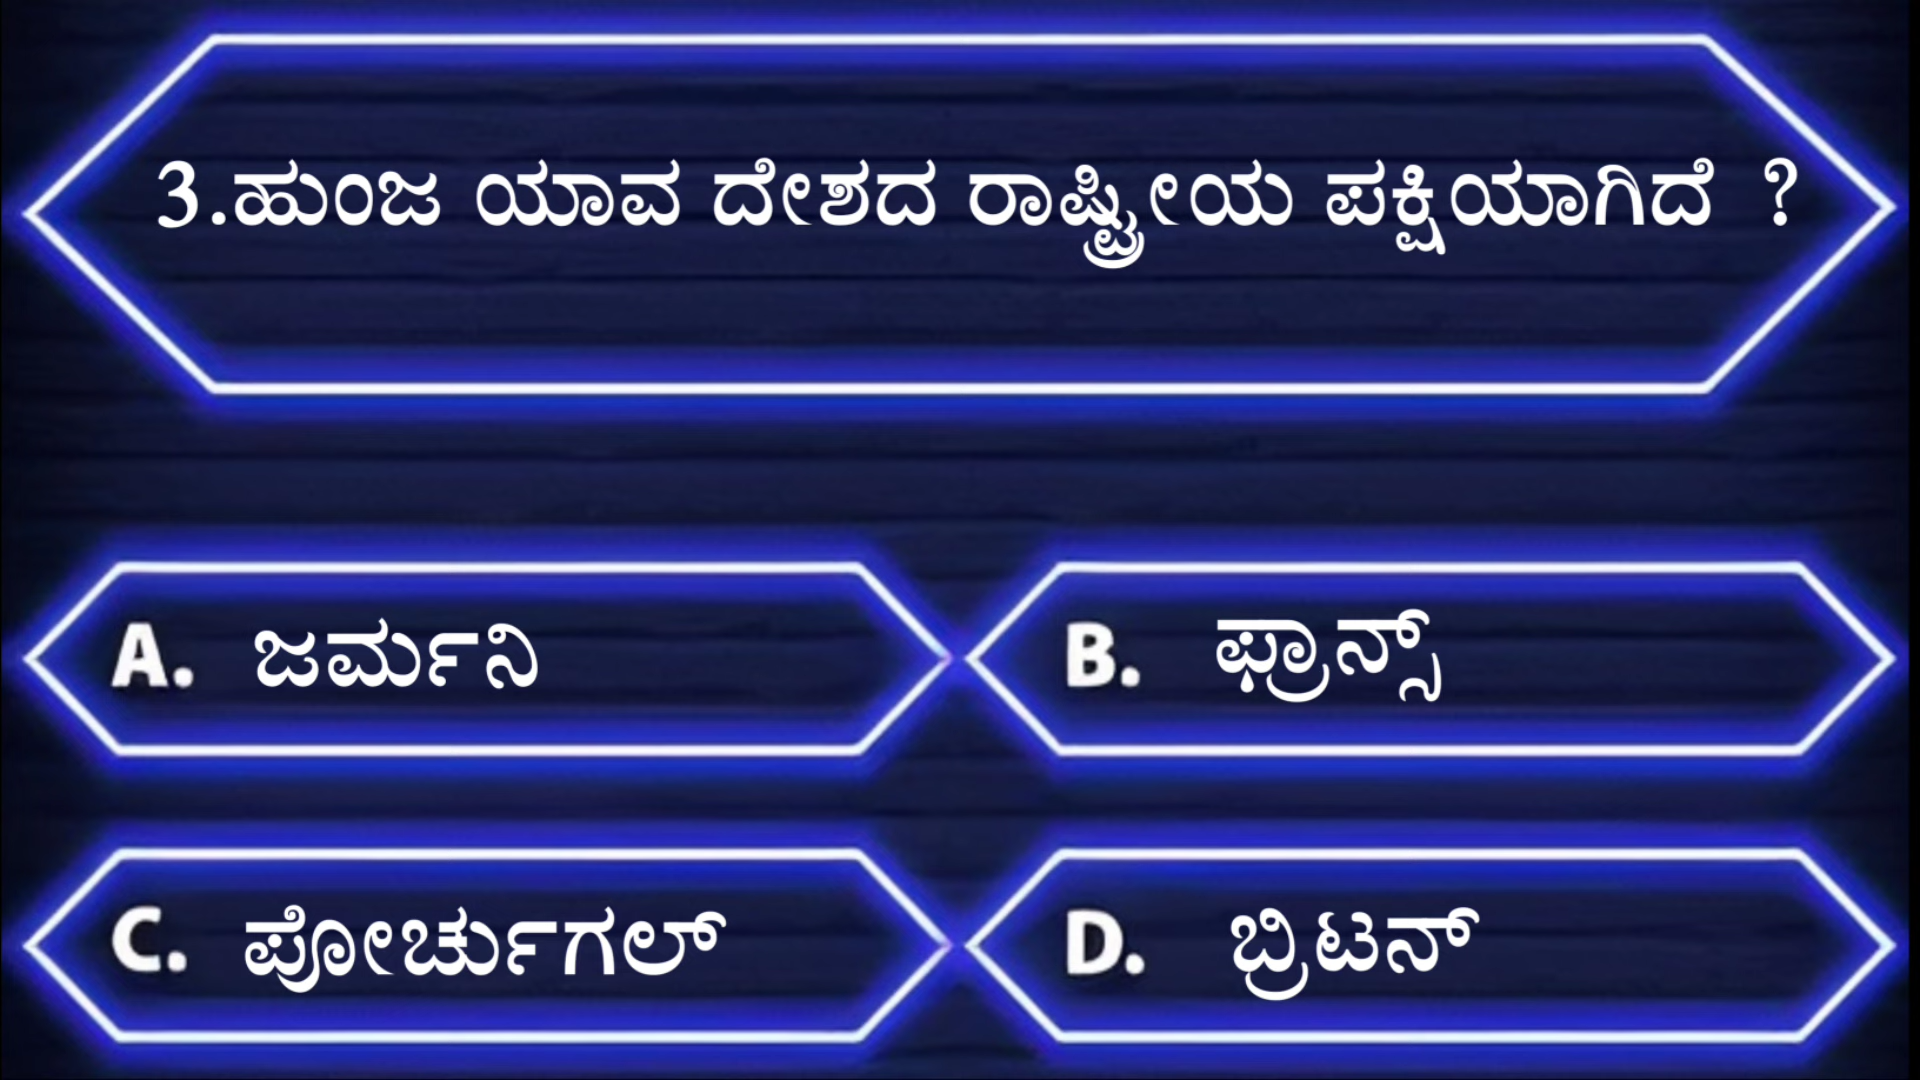 3.ಹುಂಜ ಯಾವ ದೇಶದ ರಾಷ್ಟ್ರೀಯ ಪಕ್ಷಿಯಾಗಿದೆ ?
A. ಜರ್ಮನಿ
B. ಫ್ರಾನ್ಸ್
C. ಪೋರ್ಚುಗಲ್
D. ಬ್ರಿಟನ್